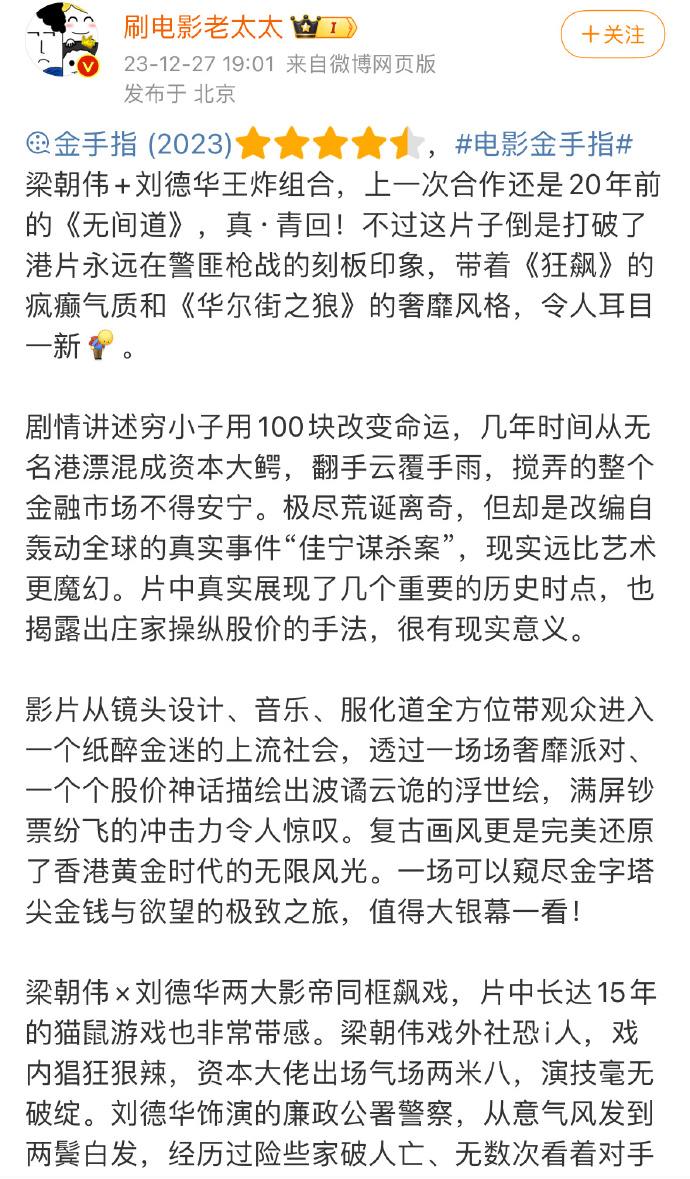 刷电影老太太 I
+关注
23-12-27 19:01 来自微博网页版
发布于 北京
金手指 (2023)，#电影金手指#
梁朝伟+刘德华王炸组合，上一次合作还是20年前
的《无间道》，真·青回！不过这片子倒是打破了
港片永远在警匪枪战的刻板印象，带着《狂飙》的
疯癫气质和《华尔街之狼》的奢靡风格，令人耳目
一新。
剧情讲述穷小子用100块改变命运，几年时间从无
名港漂混成资本大鳄，翻手云覆手雨，搅弄的整个
金融市场不得安宁。极尽荒诞离奇，但却是改编自
轰动全球的真实事件“佳宁谋杀案”，现实远比艺术
更魔幻。片中真实展现了几个重要的历史时点，也
揭露出庄家操纵股价的手法，很有现实意义。
影片从镜头设计、音乐、服化道全方位带观众进入
一个纸醉金迷的上流社会，透过一场场奢靡派对、
一个个股价神话描绘出波谲云诡的浮世绘，满屏钞
票纷飞的冲击力令人惊叹。复古画风更是完美还原
了香港黄金时代的无限风光。一场可以窥尽金字塔
尖金钱与欲望的极致之旅，值得大银幕一看！
梁朝伟×刘德华两大影帝同框飙戏，片中长达15年
的猫鼠游戏也非常带感。梁朝伟戏外社恐i人，戏
内猖狂狠辣，资本大佬出场气场两米八，演技毫无
破绽。刘德华饰演的廉政公署警察，从意气风发到
两鬓白发，经历过险些家破人亡、无数次看着对手